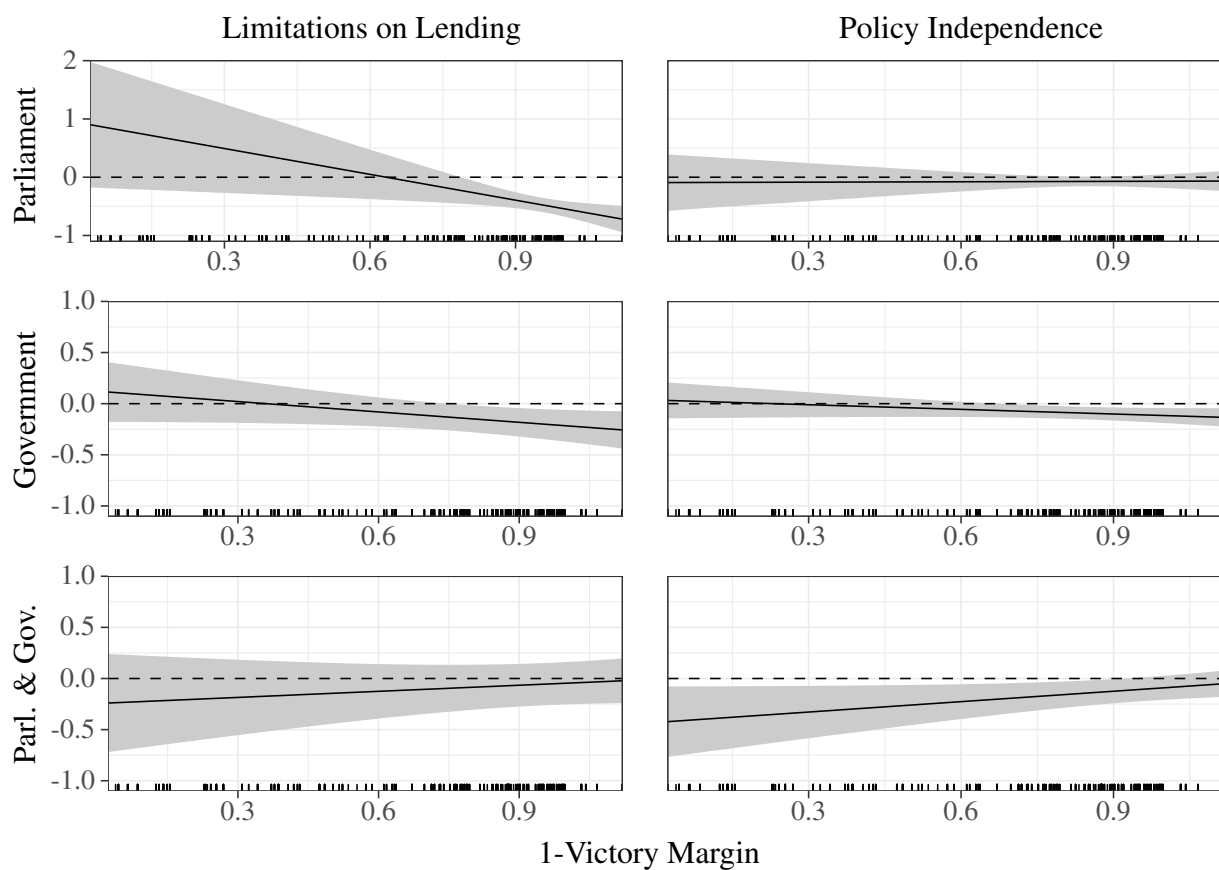 Limitations on Lending
Policy Independence
Parliament
2
1
0
-1
0.3 0.6 0.9
0.3 0.6 0.9
Government
1.0
0.5
0.0
-0.5
-1.0
0.3 0.6 0.9
0.3 0.6 0.9
Parl. & Gov.
1.0
0.5
0.0
-0.5
-1.0
0.3 0.6 0.9
0.3 0.6 0.9
1-Victory Margin